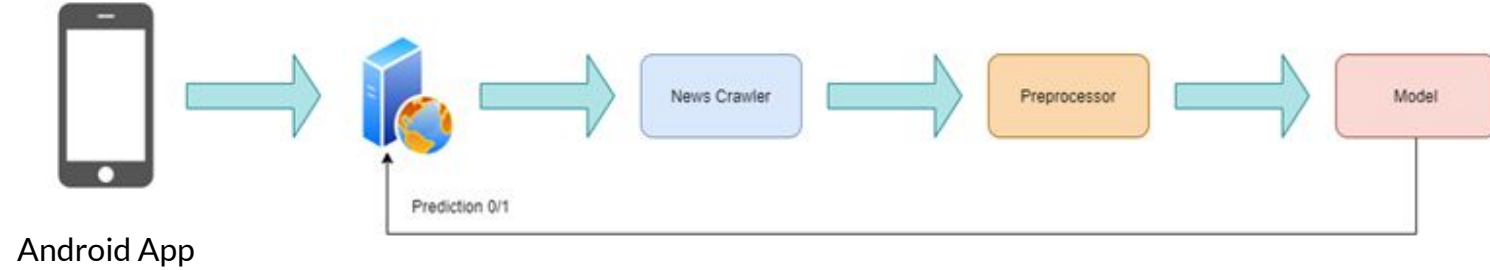 News Crawler
Preprocessor
Model
Prediction 0/1
Android App